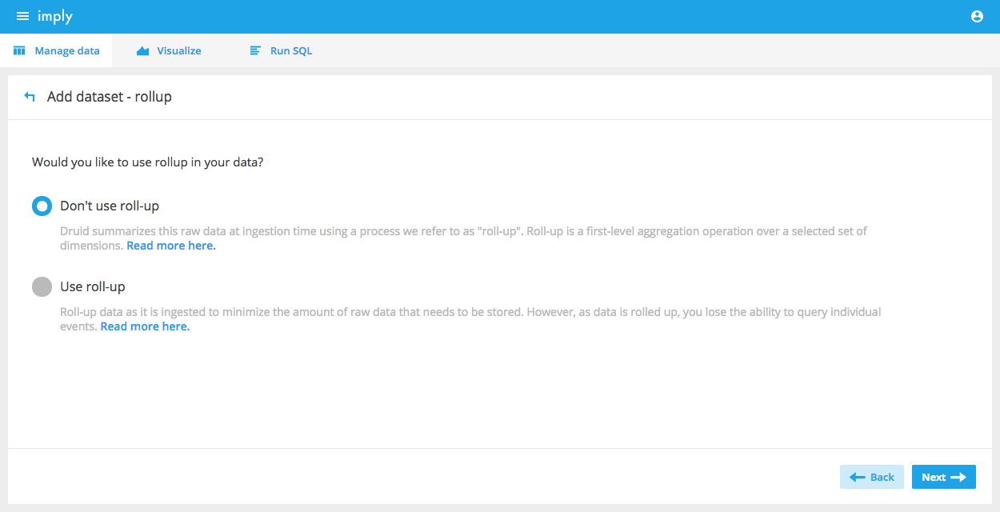 imply
Manage data
Visualize
Run SQL
Add dataset - rollup
Would you like to use rollup in your data?
Don't use roll-up
Druid summarizes this raw data at ingestion time using a process we refer to as "roll-up". Roll-up is a first-level aggregation operation over a selected set of
dimensions. Read more here.
Use roll-up
Roll-up data as it is ingested to minimize the amount of raw data that needs to be stored. However, as data is rolled up, you lose the ability to query individual
events. Read more here.
Back
Next